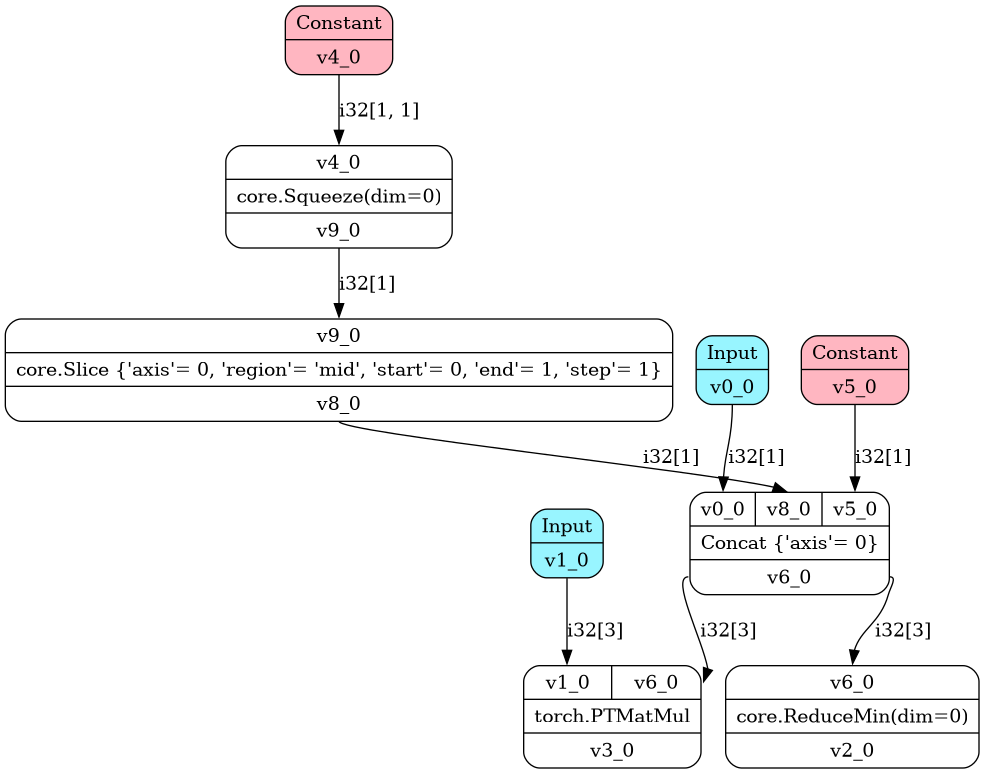 Constant
v4_0
i32[1, 1]
v4_0
core.Squeeze(dim=0)
v9_0
i32[1]
v9_0
core.Slice {'axis'= 0, 'region'= 'mid', 'start'= 0, 'end'= 1, 'step'= 1}
v8_0
Input
v0_0
Constant
v5_0
i32[1]
i32[1]
i32[1]
v0_0 v8_0 v5_0
Concat {'axis'= 0}
v6_0
Input
v1_0
i32[3]
i32[3]
i32[3]
v1_0 v6_0
torch.PTMatMul
v3_0
v6_0
core.ReduceMin(dim=0)
v2_0